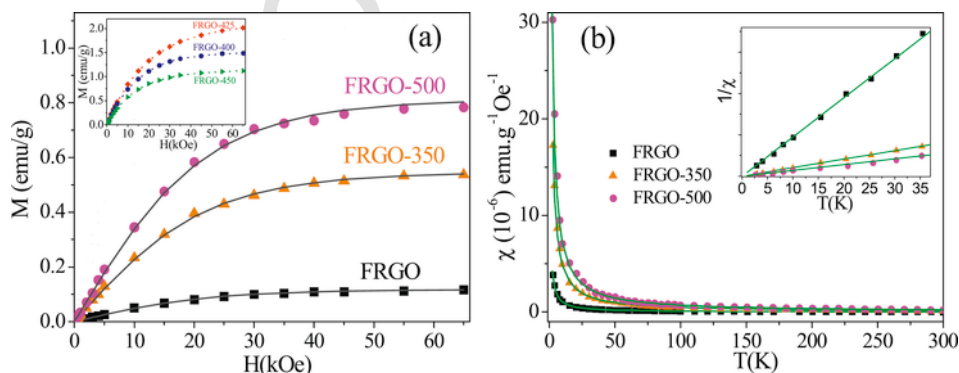 FRGO-425
FRGO-400
FRGO-450
M (emu/g)
2.0
1.5
1.0
0.5
0.0
0 10 20 30 40 50 60
H(kOe)
(a)
FRGO-500
FRGO-350
FRGO
M (emu/g)
1.0
0.8
0.6
0.4
0.2
0.0
0 10 20 30 40 50 60
H(kOe)
(b)
1/χ
0 5 10 15 20 25 30 35
T(K)
FRGO
FRGO-350
FRGO-500
χ (10⁻⁶) emu.g⁻¹Oe⁻¹
30
25
20
15
10
5
0
0 50 100 150 200 250 300
T(K)